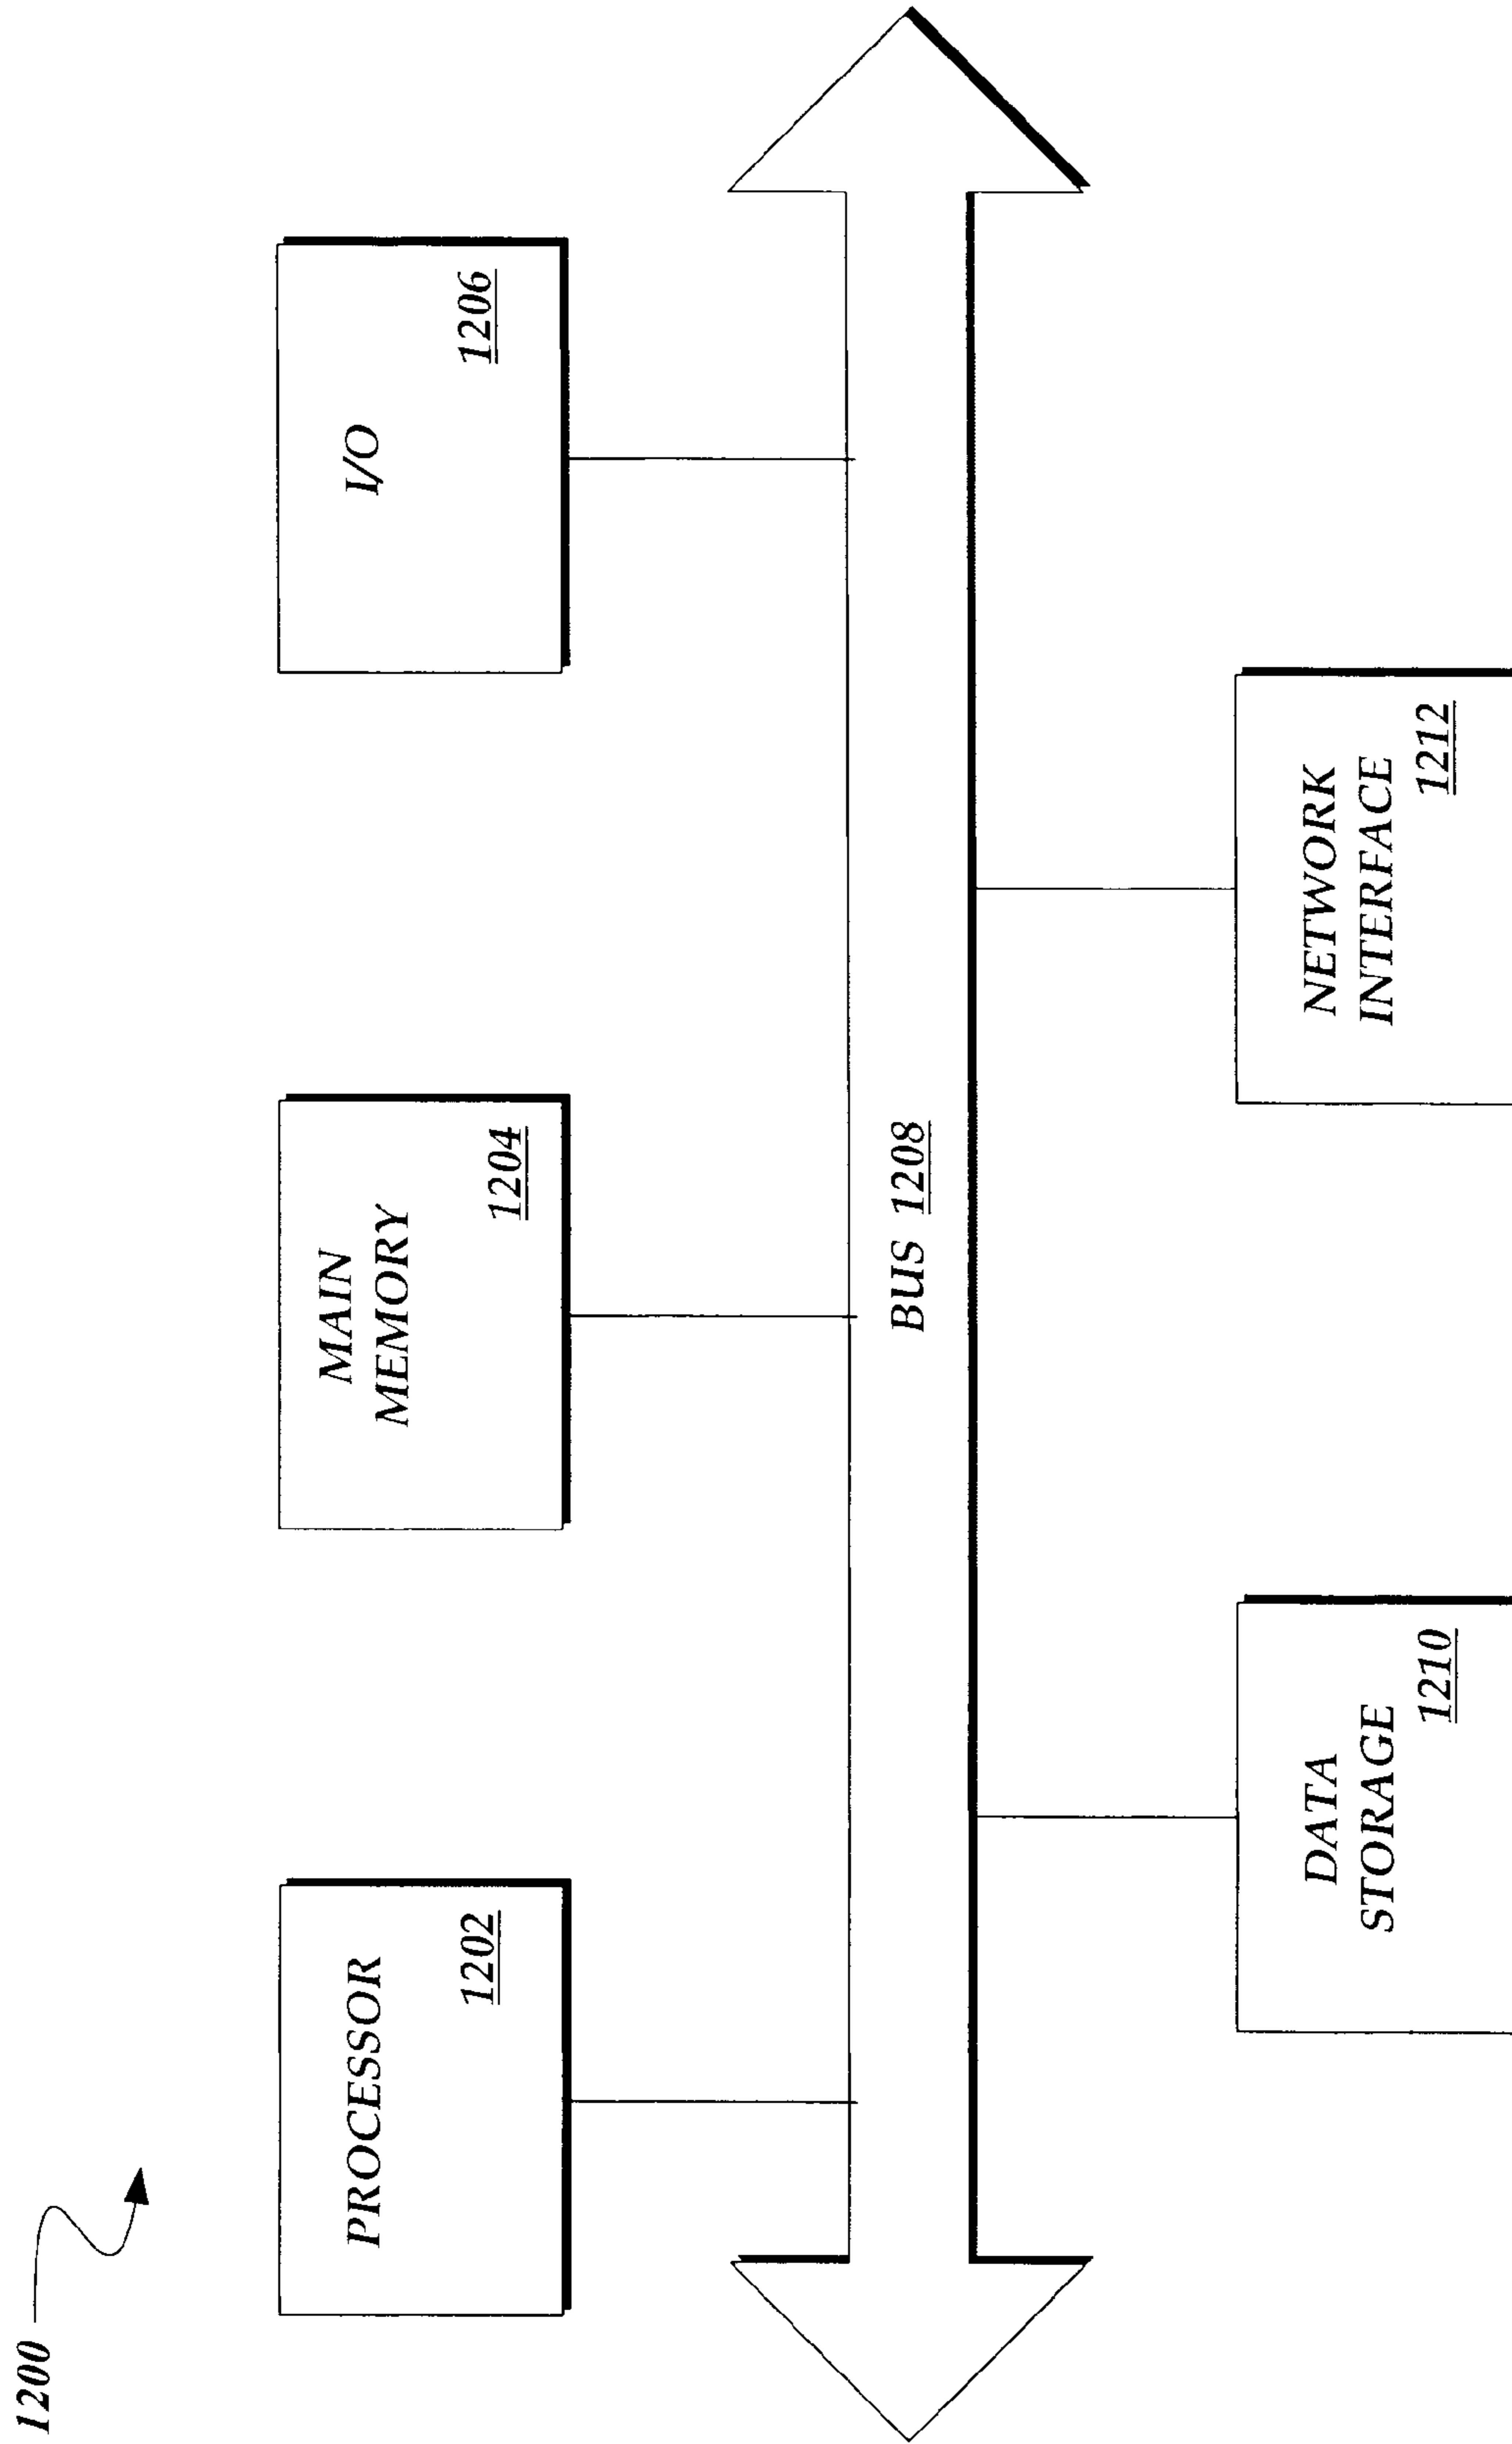 1200
PROCESSOR
1202
MAIN
MEMORY
1204
I/O
1206
BUS 1208
DATA
STORAGE
1210
NETWORK
INTERFACE
1212